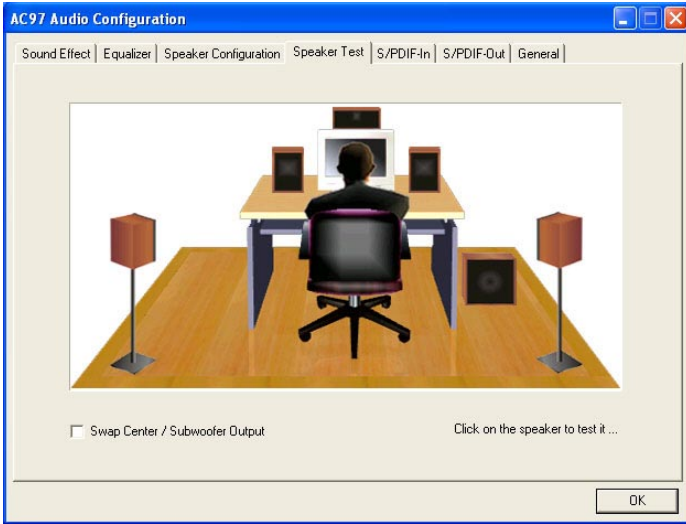 AC97 Audio Configuration
Sound Effect Equalizer Speaker Configuration Speaker Test S/PDIF-In S/PDIF-Out General
Swap Center / Subwoofer Output Click on the speaker to test it ...
OK